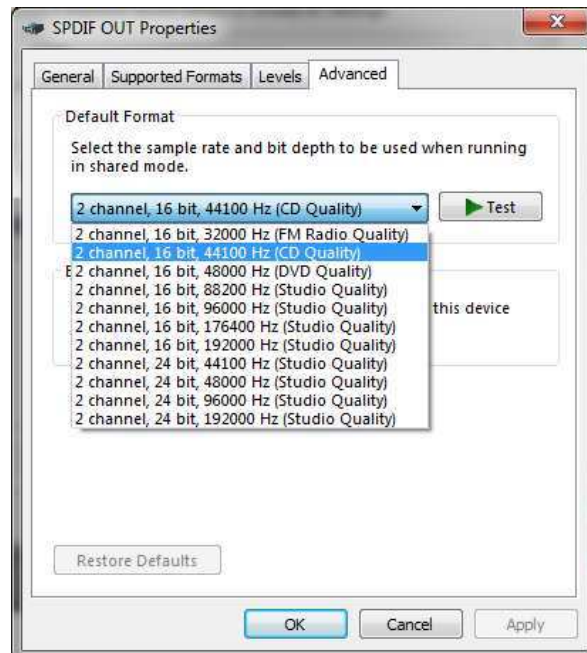 SPDIF OUT Properties
General Supported Formats Levels Advanced
Default Format
Select the sample rate and bit depth to be used when running
in shared mode.
2 channel, 16 bit, 44100 Hz (CD Quality)
Test
2 channel, 16 bit, 32000 Hz (FM Radio Quality)
2 channel, 16 bit, 44100 Hz (CD Quality)
2 channel, 16 bit, 48000 Hz (DVD Quality)
2 channel, 16 bit, 88200 Hz (Studio Quality)
2 channel, 16 bit, 96000 Hz (Studio Quality)
this device
2 channel, 16 bit, 176400 Hz (Studio Quality)
2 channel, 16 bit, 192000 Hz (Studio Quality)
2 channel, 24 bit, 44100 Hz (Studio Quality)
2 channel, 24 bit, 48000 Hz (Studio Quality)
2 channel, 24 bit, 96000 Hz (Studio Quality)
2 channel, 24 bit, 192000 Hz (Studio Quality)
Restore Defaults
OK Cancel Apply